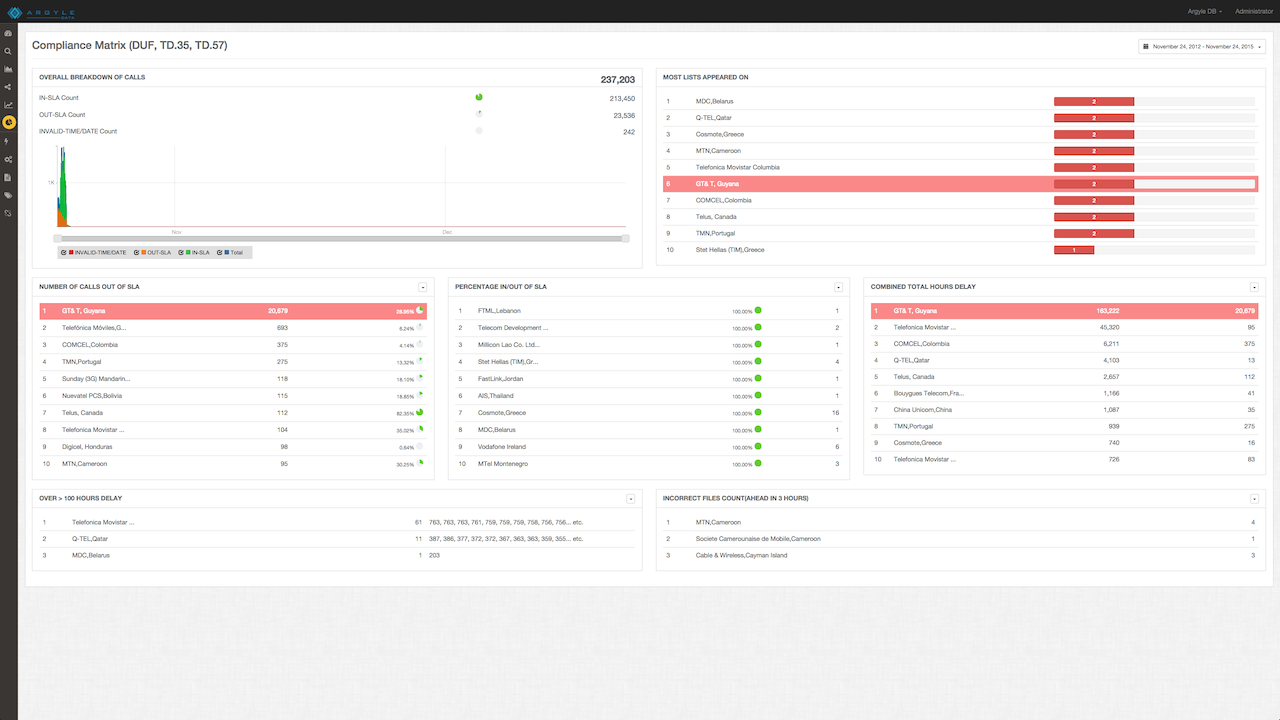 ARGYLE DATA
Argyle DB
Administrator
Compliance Matrix (DUF, TD.35, TD.57)
November 24, 2012 - November 24, 2015
OVERALL BREAKDOWN OF CALLS 237,203
IN-SLA Count 213,450
OUT-SLA Count 23,536
INVALID-TIME/DATE Count 242
1K
Nov Dec
INVALID-TIME/DATE OUT-SLA IN-SLA Total
MOST LISTS APPEARED ON
1 MDC,Belarus 2
2 Q-TEL,Qatar 2
3 Cosmote,Greece 2
4 MTN,Cameroon 2
5 Telefonica Movistar Columbia 2
6 GT& T, Guyana 2
7 COMCEL,Colombia 2
8 Telus, Canada 2
9 TMN,Portugal 2
10 Stet Hellas (TIM),Greece 1
NUMBER OF CALLS OUT OF SLA
1 GT& T, Guyana 20,679 26.85%
2 Telefónica Móviles,G... 693 6.24%
3 COMCEL,Colombia 375 4.14%
4 TMN,Portugal 275 13.32%
5 Sunday (3G) Mandarin... 118 18.10%
6 Nuevatel PCS,Bolivia 115 18.85%
7 Telus, Canada 112 62.35%
8 Telefonica Movistar ... 104 35.02%
9 Digicel, Honduras 98 0.84%
10 MTN,Cameroon 95 30.25%
PERCENTAGE IN/OUT OF SLA
1 FTML,Lebanon 100.00% 1
2 Telecom Development ... 100.00% 2
3 Millicon Lao Co. Ltd... 100.00% 1
4 Stet Hellas (TIM),Gr... 100.00% 4
5 FastLink,Jordan 100.00% 1
6 AIS,Thailand 100.00% 1
7 Cosmote,Greece 100.00% 16
8 MDC,Belarus 100.00% 1
9 Vodafone Ireland 100.00% 6
10 MTel Montenegro 100.00% 3
COMBINED TOTAL HOURS DELAY
1 GT& T, Guyana 163,222 20,679
2 Telefonica Movistar ... 45,320 95
3 COMCEL,Colombia 6,211 375
4 Q-TEL,Qatar 4,103 13
5 Telus, Canada 2,657 112
6 Bouygues Telecom,Fra... 1,166 41
7 China Unicom,China 1,087 35
8 TMN,Portugal 939 275
9 Cosmote,Greece 740 16
10 Telefonica Movistar ... 726 83
OVER > 100 HOURS DELAY
1 Telefonica Movistar ... 61 763, 763, 763, 761, 759, 759, 759, 758, 756, 756... etc.
2 Q-TEL,Qatar 11 387, 386, 377, 372, 372, 367, 363, 363, 359, 355... etc.
3 MDC,Belarus 1 203
INCORRECT FILES COUNT(AHEAD IN 3 HOURS)
1 MTN,Cameroon 4
2 Societe Camerounaise de Mobile,Cameroon 1
3 Cable & Wireless,Cayman Island 3